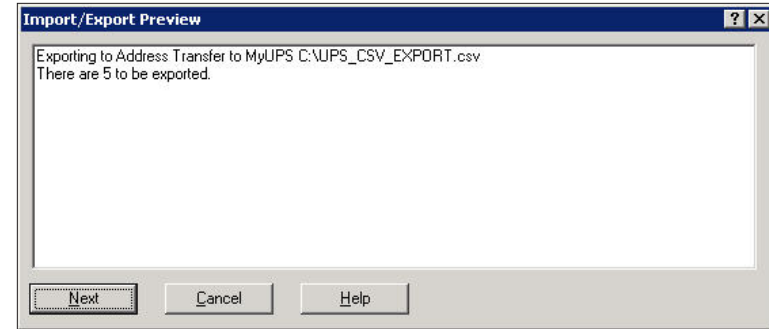 Import/Export Preview
Exporting to Address Transfer to MyUPS C:\UPS_CSV_EXPORT.csv
There are 5 to be exported.
Next Cancel Help